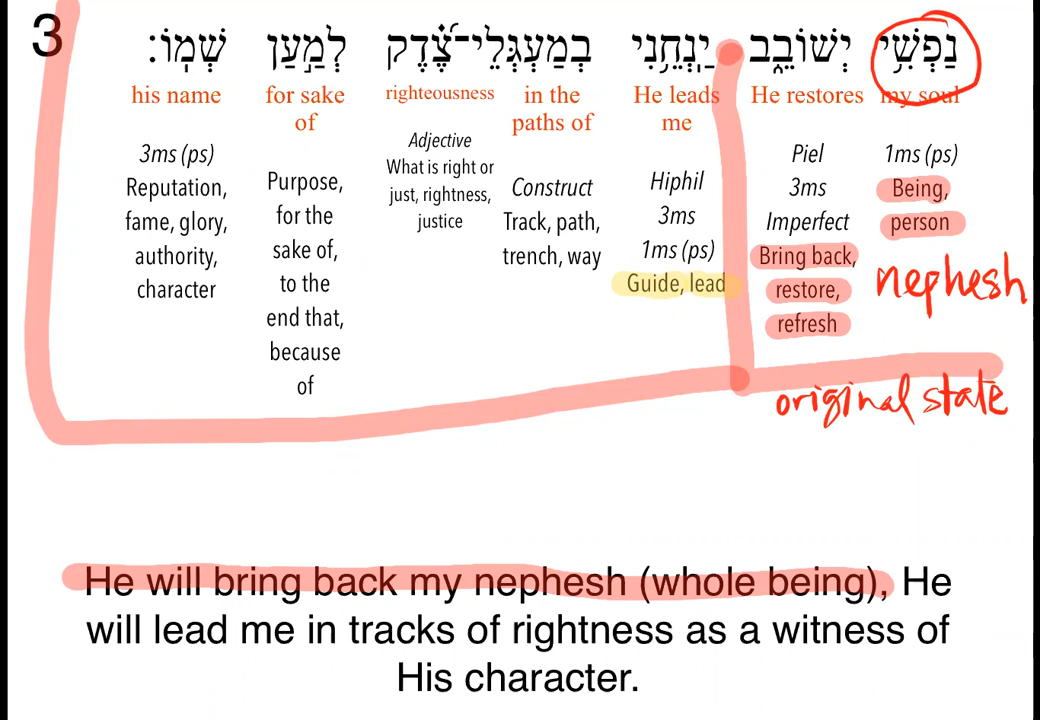 3
נַפְשִׁ֥י יְשׁוֹבֵ֑ב יַֽנְחֵ֥נִי בְמַעְגְּלֵי־צֶ֝֗דֶק לְמַ֣עַן שְׁמֽוֹ׃
his name for sake of righteousness in the paths of He leads me He restores my soul
3ms (ps)
Reputation,
fame, glory,
authority,
character
Purpose,
for the
sake of,
to the
end that,
because
of
Adjective
What is right or
just, rightness,
justice
Construct
Track, path,
trench, way
Hiphil
3ms
1ms (ps)
Guide, lead
Piel
3ms
Imperfect
Bring back,
restore,
refresh
1ms (ps)
Being,
person
nephesh
original state
He will bring back my nephesh (whole being), He
will lead me in tracks of rightness as a witness of
His character.